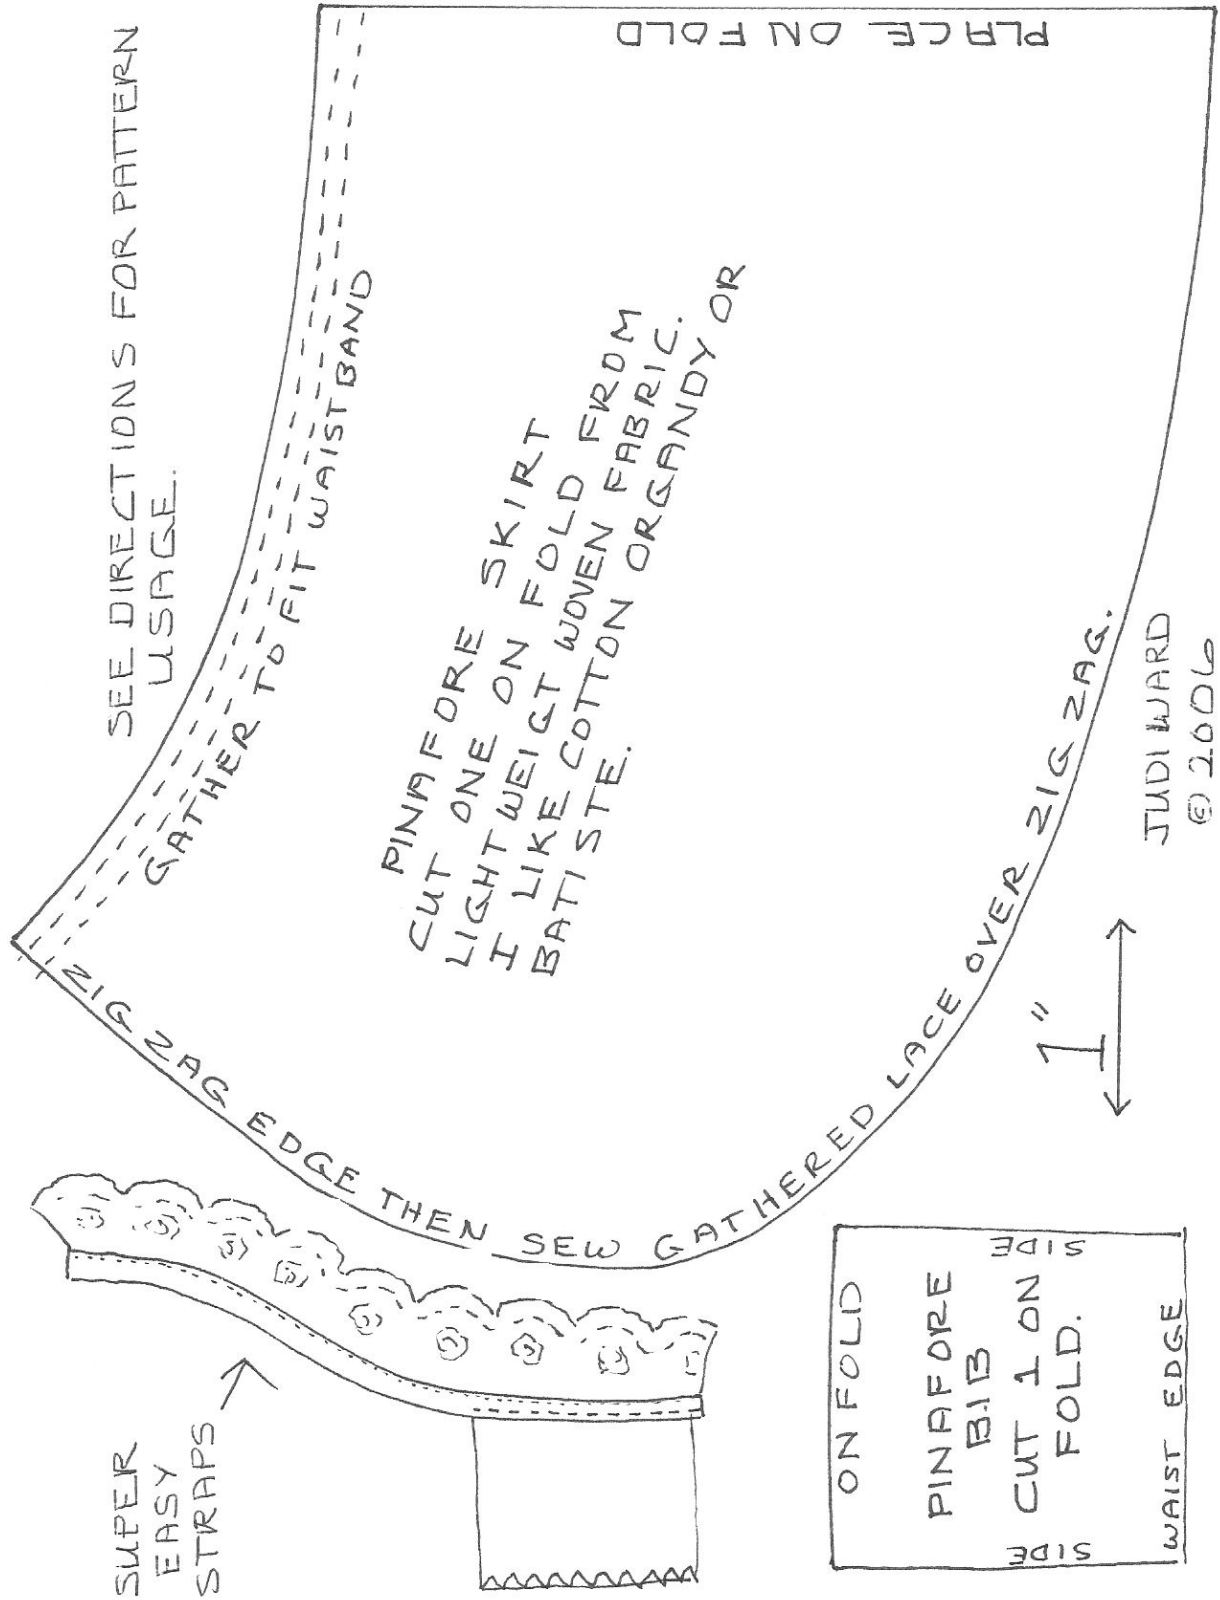 SEE DIRECTIONS FOR PATTERN
USAGE.
PLACE ON FOLD
GATHER TO FIT WAISTBAND
PINAFORE SKIRT
CUT ONE ON FOLD FROM
LIGHTWEIGT WOVEN FABRIC.
I LIKE COTTON ORGANDY OR
BATISTE.
ZIG ZAG EDGE THEN SEW GATHERED LACE OVER ZIG ZAG.
JUDI WARD
© 2006
1"
SUPER
EASY
STRAPS
ON FOLD
PINAFORE
BIB
CUT 1 ON
FOLD.
SIDE
SIDE
WAIST EDGE